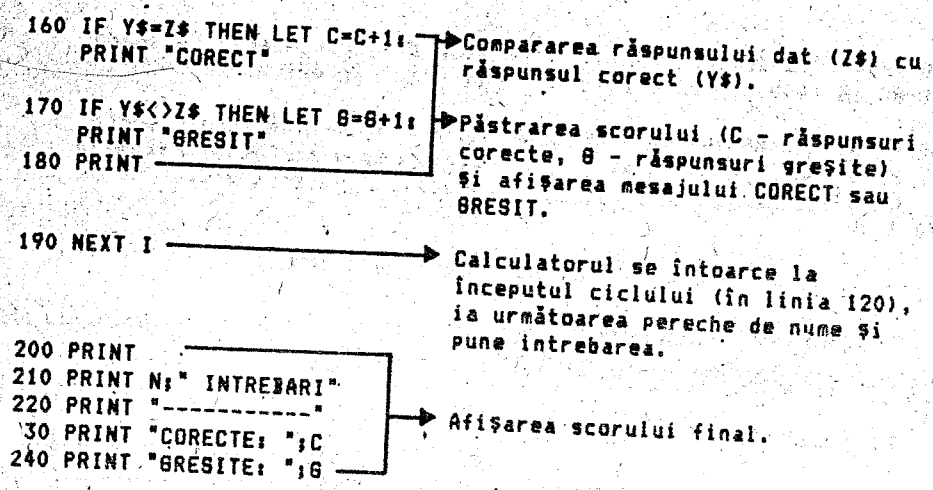 160 IF Y$=Z$ THEN LET C=C+1:
PRINT "CORECT"
Compararea răspunsului dat (Z$) cu
răspunsul corect (Y$).
170 IF Y$<>Z$ THEN LET G=G+1:
PRINT "GRESIT"
180 PRINT
Păstrarea scorului (C - răspunsuri
corecte, G - răspunsuri greşite)
şi afişarea mesajului CORECT sau
GRESIT.
190 NEXT I
Calculatorul se întoarce la
începutul ciclului (în linia 120),
ia următoarea pereche de nume şi
pune intrebarea.
200 PRINT
210 PRINT N;" INTREBARI"
220 PRINT "-----------"
30 PRINT "CORECTE: ";C
240 PRINT "GRESITE: ";G
Afişarea scorului final.